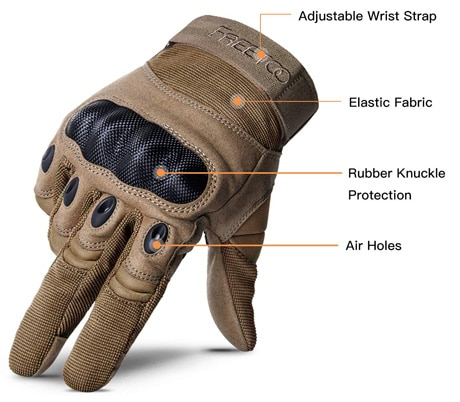 FREETOO
Adjustable Wrist Strap
Elastic Fabric
Rubber Knuckle
Protection
Air Holes